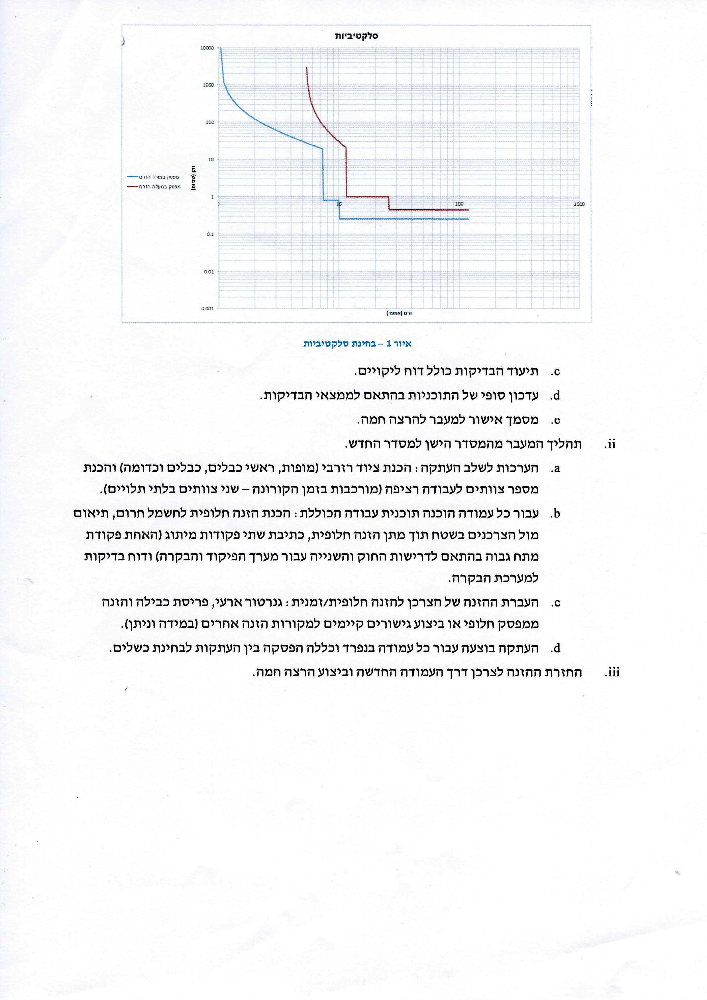 סלקטיביות
10000
1000
100
10
1
0.1
0.01
0.001
1
10
100
1000
זמן (שניות)
זרם (אמפר)
מפסק במורד הזרם
מפסק במעלה הזרם
איור 1 – בחינת סלקטיביות
c. תיעוד הבדיקות כולל דוח ליקויים.
d. עדכון סופי של התוכניות בהתאם לממצאי הבדיקות.
e. מסמך אישור למעבר להרצה חמה.
ii. תהליך המעבר מהמסדר הישן למסדר החדש.
a. הערכות לשלב העתקה: הכנת ציוד רזרבי (מופות, ראשי כבלים, כבלים וכדומה) והכנת
מספר צוותים לעבודה רציפה (מורכבות בזמן הקורונה – שני צוותים בלתי תלויים).
b. עבור כל עמודה הוכנה תוכנית עבודה הכוללת: הכנת הזנה חלופית לחשמל חרום, תיאום
מול הצרכנים בשטח תוך מתן הזנה חלופית, כתיבת שתי פקודות מיתוג (האחת פקודת
מתח גבוה בהתאם לדרישות החוק והשנייה עבור מערך הפיקוד והבקרה) ודוח בדיקות
למערכת הבקרה.
c. העברת ההזנה של הצרכן להזנה חלופית/זמנית: גנרטור ארעי, פריסת כבילה והזנה
ממפסק חלופי או ביצוע גישורים קיימים למקורות הזנה אחרים (במידה וניתן).
d. העתקה בוצעה עבור כל עמודה בנפרד וכללה הפסקה בין העתקות לבחינת כשלים.
iii. החזרת ההזנה לצרכן דרך העמודה החדשה וביצוע הרצה חמה.